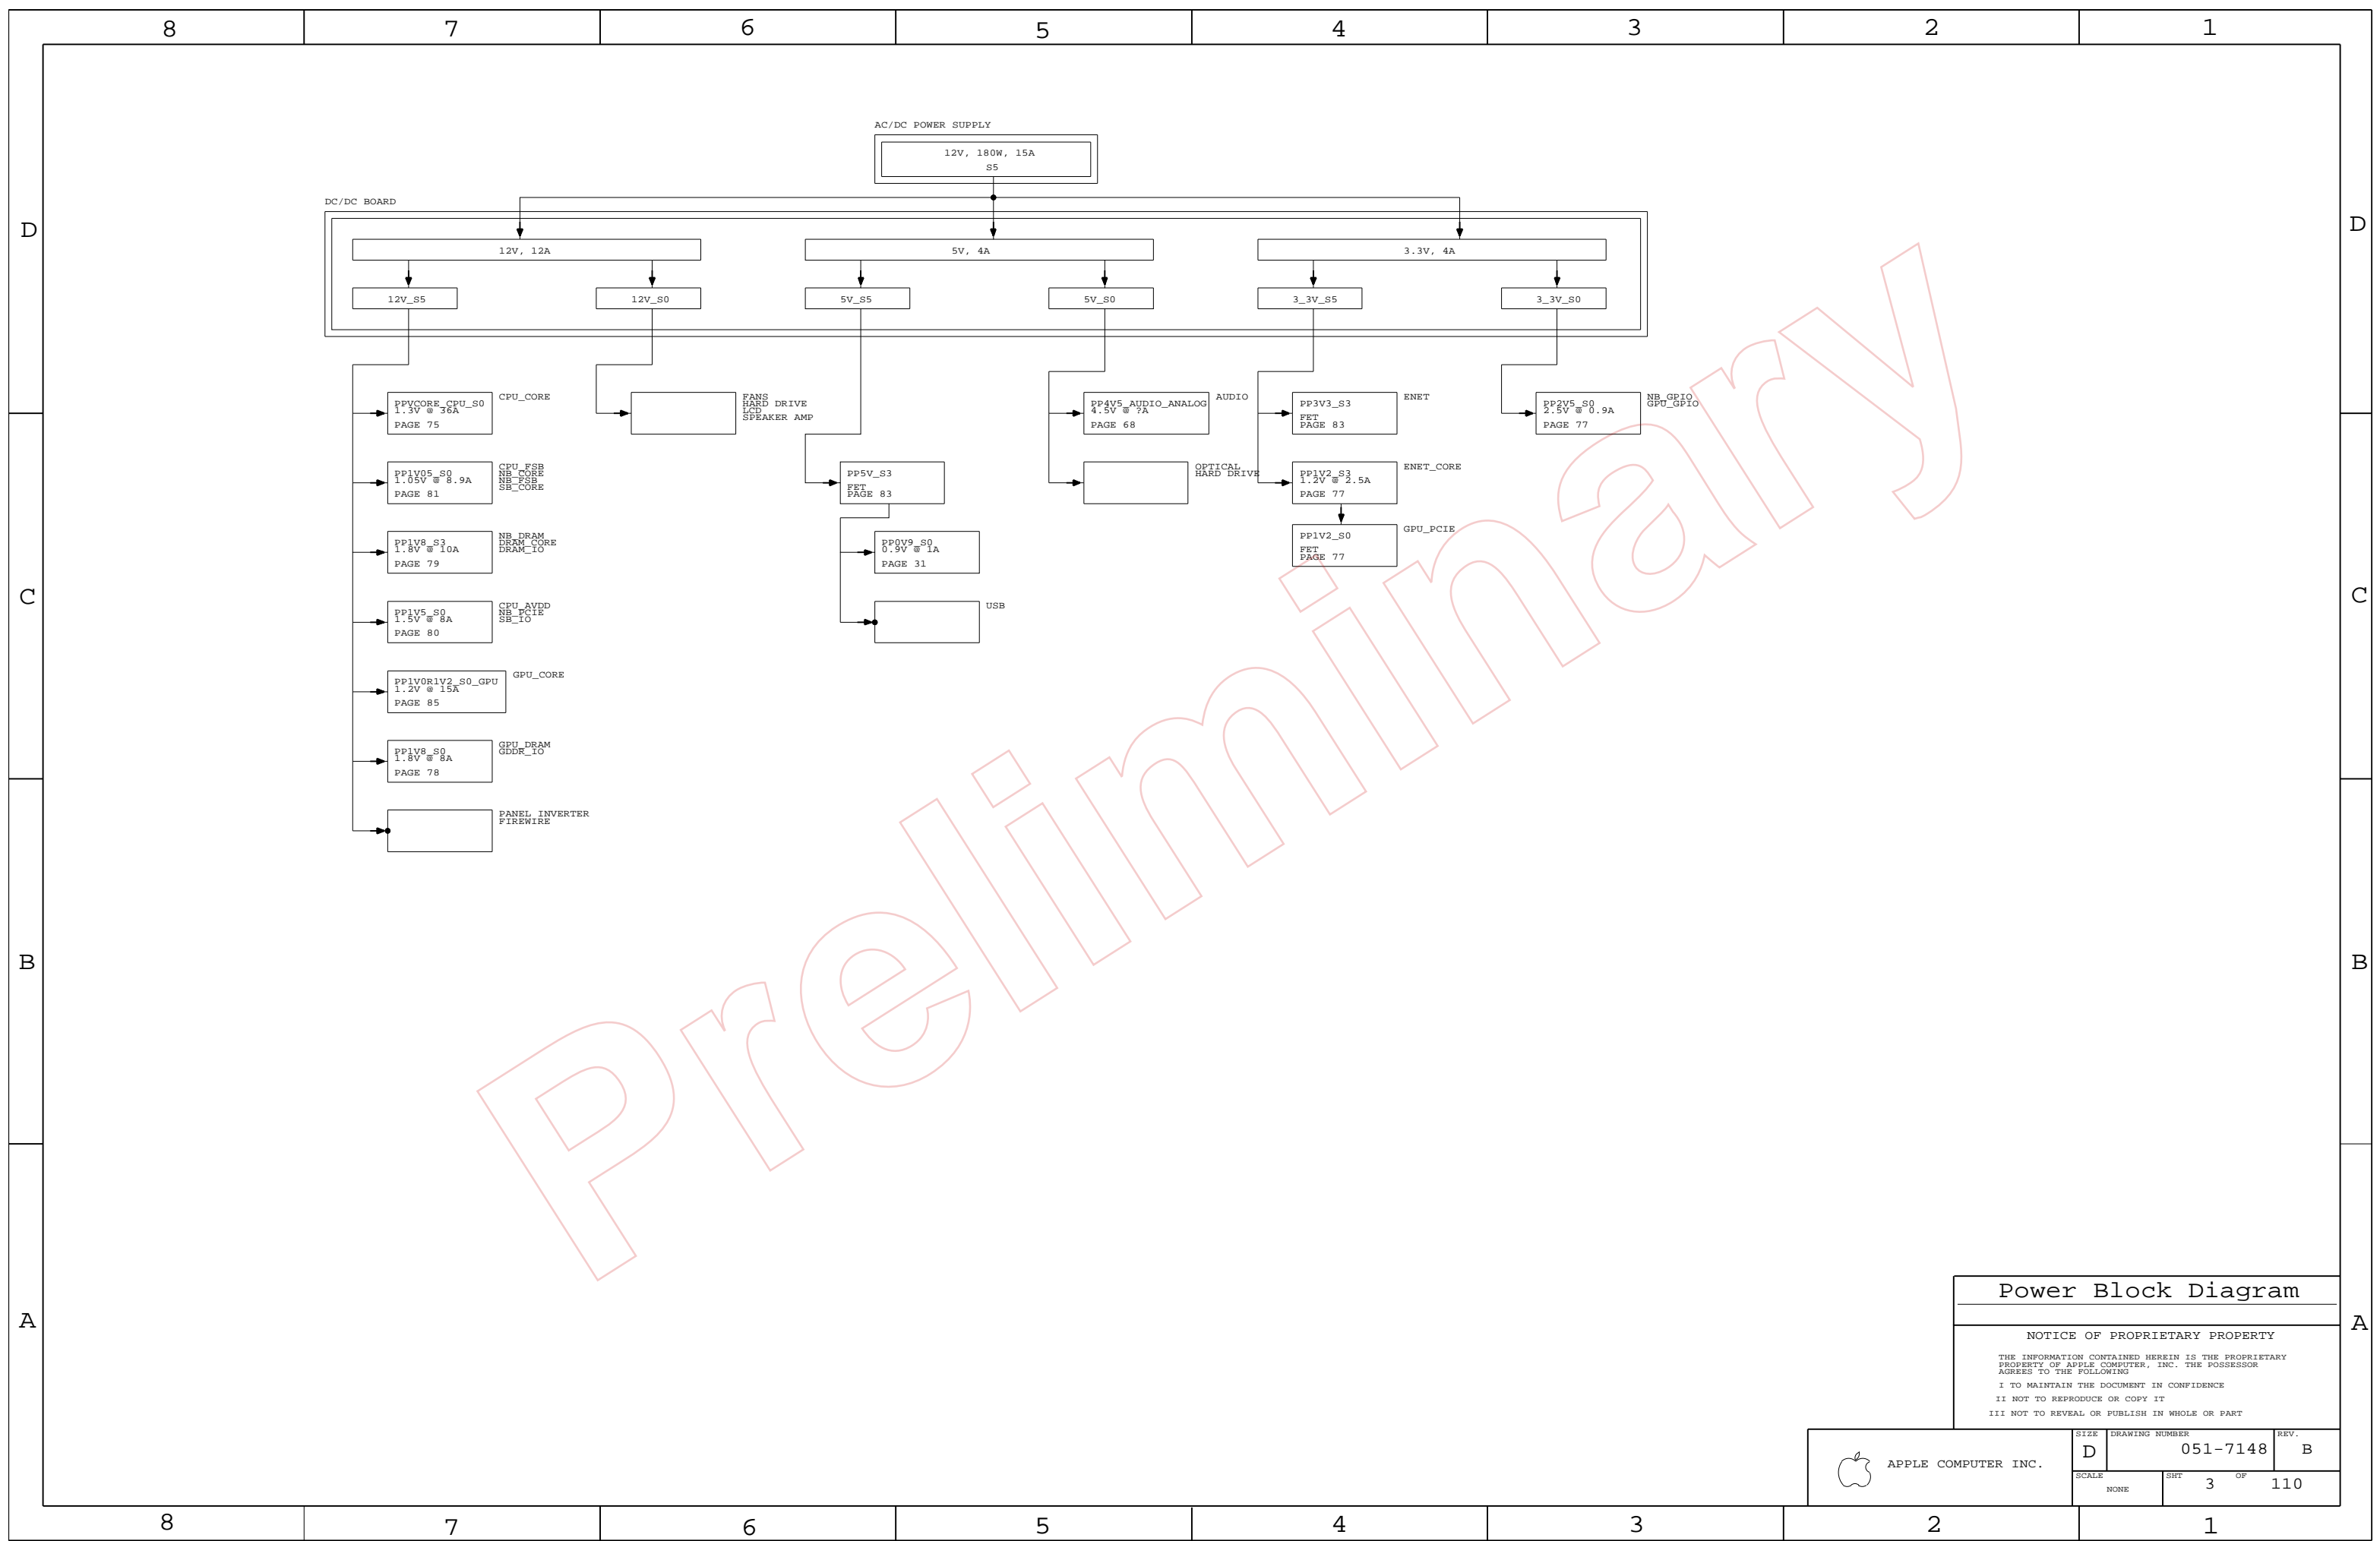 8 7 6 5 4 3 2 1
D
D
C
C
B
B
A
A
AC/DC POWER SUPPLY
12V, 180W, 15A
S5
DC/DC BOARD
12V, 12A
5V, 4A
3.3V, 4A
12V_S5
12V_S0
5V_S5
5V_S0
3_3V_S5
3_3V_S0
PPVCORE_CPU_S0
1.3V @ 36A
PAGE 75
CPU_CORE
PP1V05_S0
1.05V @ 8.9A
PAGE 81
CPU_FSB
NB_CORE
NB_FSB
SB_CORE
PP1V8_S3
1.8V @ 10A
PAGE 79
NB_DRAM
DRAM_CORE
DRAM_IO
PP1V5_S0
1.5V @ 8A
PAGE 80
CPU_AVDD
NB_PCIE
SB_IO
PP1V0R1V2_S0_GPU
1.2V @ 15A
PAGE 85
GPU_CORE
PP1V8_S0
1.8V @ 8A
PAGE 78
GPU_DRAM
GDDR_IO
PANEL INVERTER
FIREWIRE
FANS
HARD DRIVE
LCD
SPEAKER AMP
PP5V_S3
FET
PAGE 83
PP0V9_S0
0.9V @ 1A
PAGE 31
USB
PP4V5_AUDIO_ANALOG
4.5V @ ?A
PAGE 68
AUDIO
OPTICAL
HARD DRIVE
PP3V3_S3
FET
PAGE 83
ENET
PP1V2_S3
1.2V @ 2.5A
PAGE 77
ENET_CORE
PP1V2_S0
FET
PAGE 77
GPU_PCIE
PP2V5_S0
2.5V @ 0.9A
PAGE 77
NB_GPIO
GPU_GPIO
Preliminary
Power Block Diagram
NOTICE OF PROPRIETARY PROPERTY
THE INFORMATION CONTAINED HEREIN IS THE PROPRIETARY
PROPERTY OF APPLE COMPUTER, INC. THE POSSESSOR
AGREES TO THE FOLLOWING
I TO MAINTAIN THE DOCUMENT IN CONFIDENCE
II NOT TO REPRODUCE OR COPY IT
III NOT TO REVEAL OR PUBLISH IN WHOLE OR PART
APPLE COMPUTER INC.
SIZE
D
DRAWING NUMBER
051-7148
REV.
B
SCALE
NONE
SHT
3
OF
110
8 7 6 5 4 3 2 1